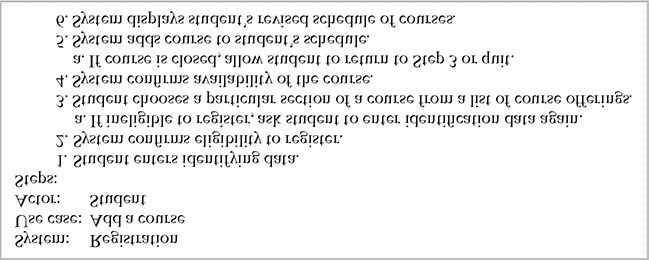 System: Registration
Use case: Add a course
Actor: Student
Steps:
1. Student enters identifying data.
2. System confirms eligibility to register.
a. If ineligible to register, ask student to enter identification data again.
3. Student chooses a particular section of a course from a list of course offerings.
4. System confirms availability of the course.
a. If course is closed, allow student to return to Step 3 or quit.
5. System adds course to student's schedule.
6. System displays student's revised schedule of courses.